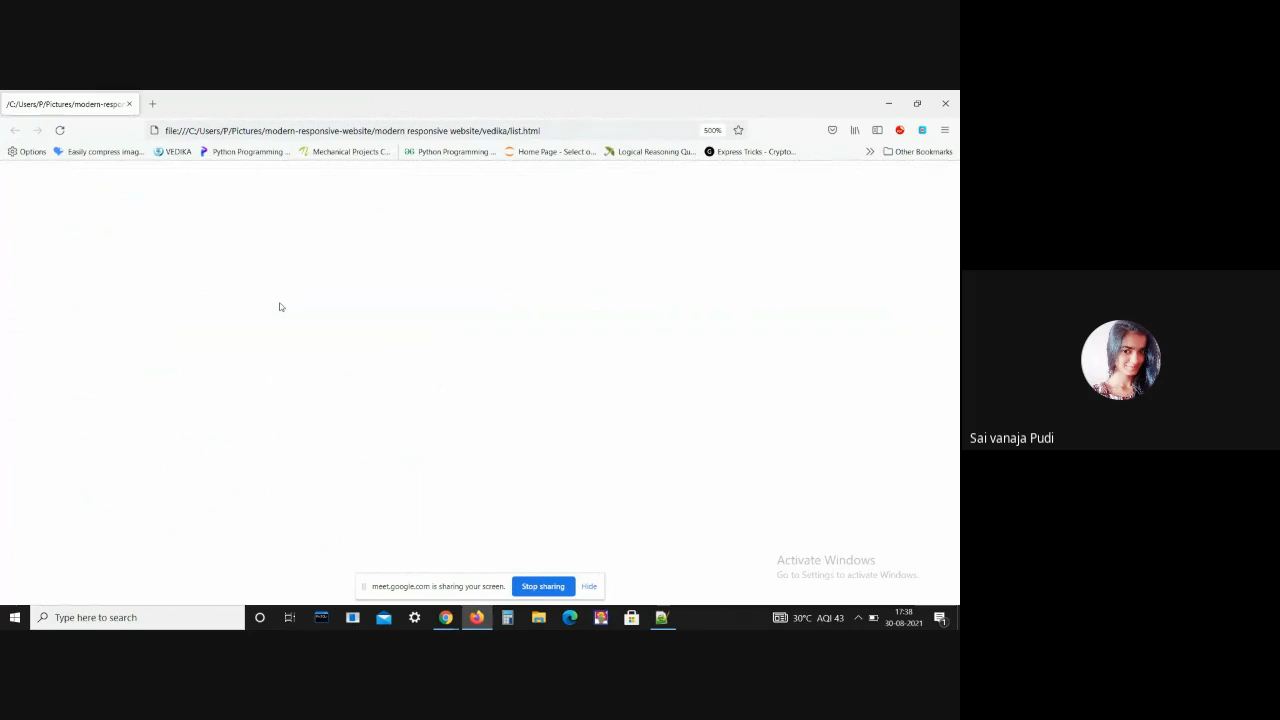 /C:/Users/P/Pictures/modern-respor
file:///C:/Users/P/Pictures/modern-responsive-website/modern responsive website/vedika/list.html
500%
Options
Easily compress imag...
VEDIKA
Python Programming ...
Mechanical Projects C...
Python Programming ...
Home Page - Select o...
Logical Reasoning Qu...
Express Tricks - Crypto...
Other Bookmarks
Sai vanaja Pudi
Activate Windows
Go to Settings to activate Windows.
meet.google.com is sharing your screen.
Stop sharing
Hide
Type here to search
30°C AQI 43
17:38
30-08-2021
1